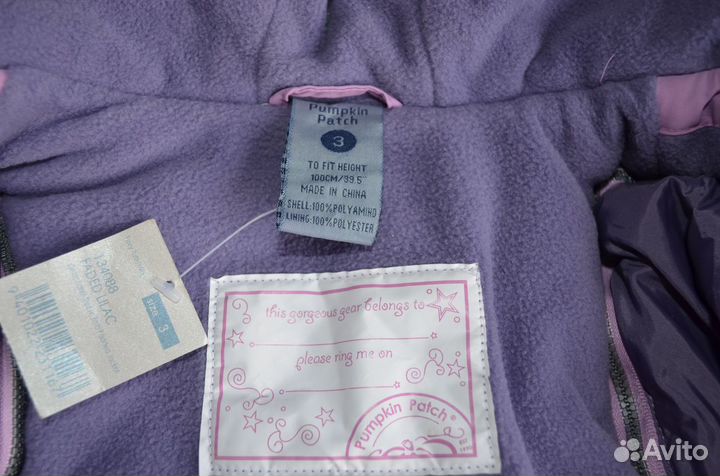 Pumpkin
Patch
3
TO FIT HEIGHT
100CM/39.5"
MADE IN CHINA
SHELL:100%POLYAMID
LINING:100%POLYESTER
FADED LILAC
size 3
this gorgeous gear belongs to
please ring me on
Pumpkin Patch
Avito